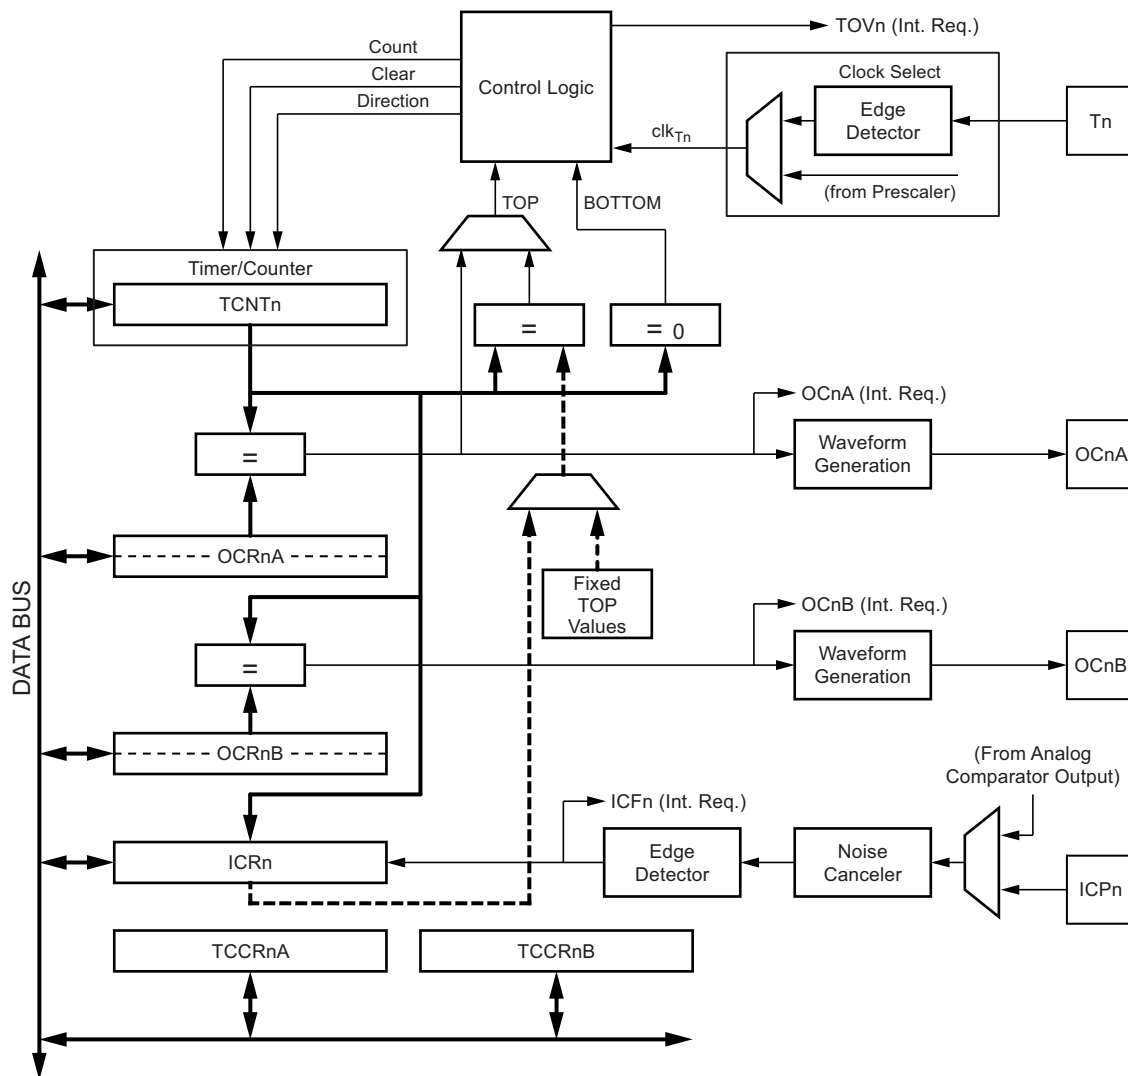 TOVn (Int. Req.)
Count
Clear
Direction
Control Logic
Clock Select
Edge
Detector
Tn
clkTn
(from Prescaler)
TOP
BOTTOM
Timer/Counter
TCNTn
=
= 0
OCnA (Int. Req.)
=
Waveform
Generation
OCnA
OCRnA
Fixed
TOP
Values
DATA BUS
OCnB (Int. Req.)
=
Waveform
Generation
OCnB
OCRnB
(From Analog
Comparator Output)
ICFn (Int. Req.)
ICRn
Edge
Detector
Noise
Canceler
ICPn
TCCRnA
TCCRnB